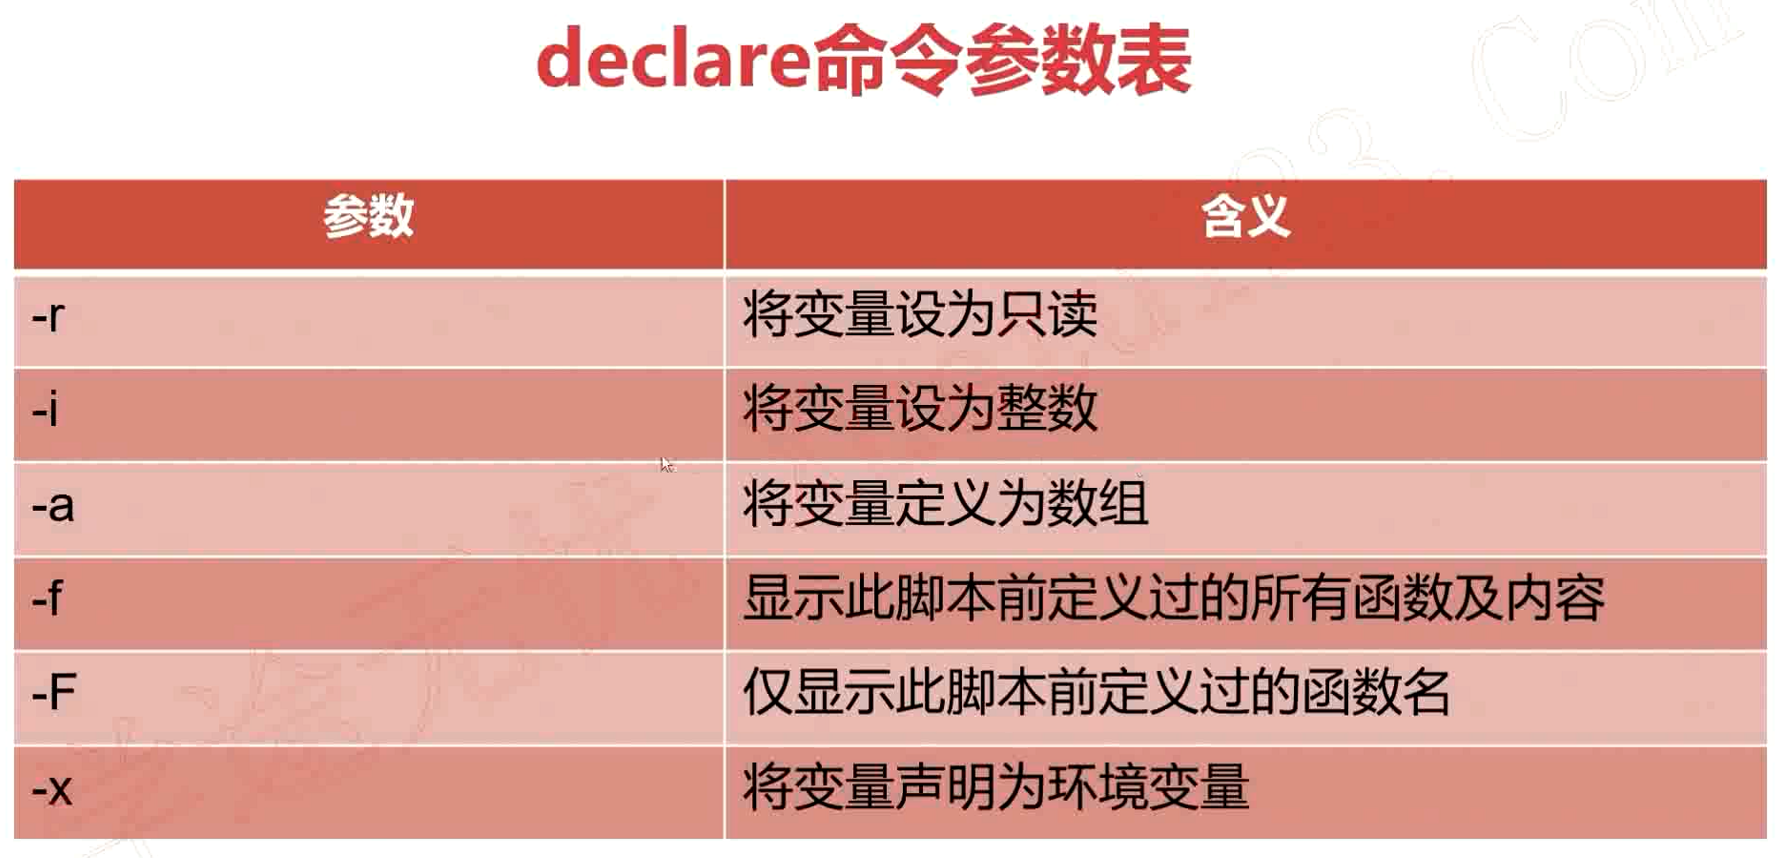 declare命令参数表
参数 含义
-r 将变量设为只读
-i 将变量设为整数
-a 将变量定义为数组
-f 显示此脚本前定义过的所有函数及内容
-F 仅显示此脚本前定义过的函数名
-x 将变量声明为环境变量